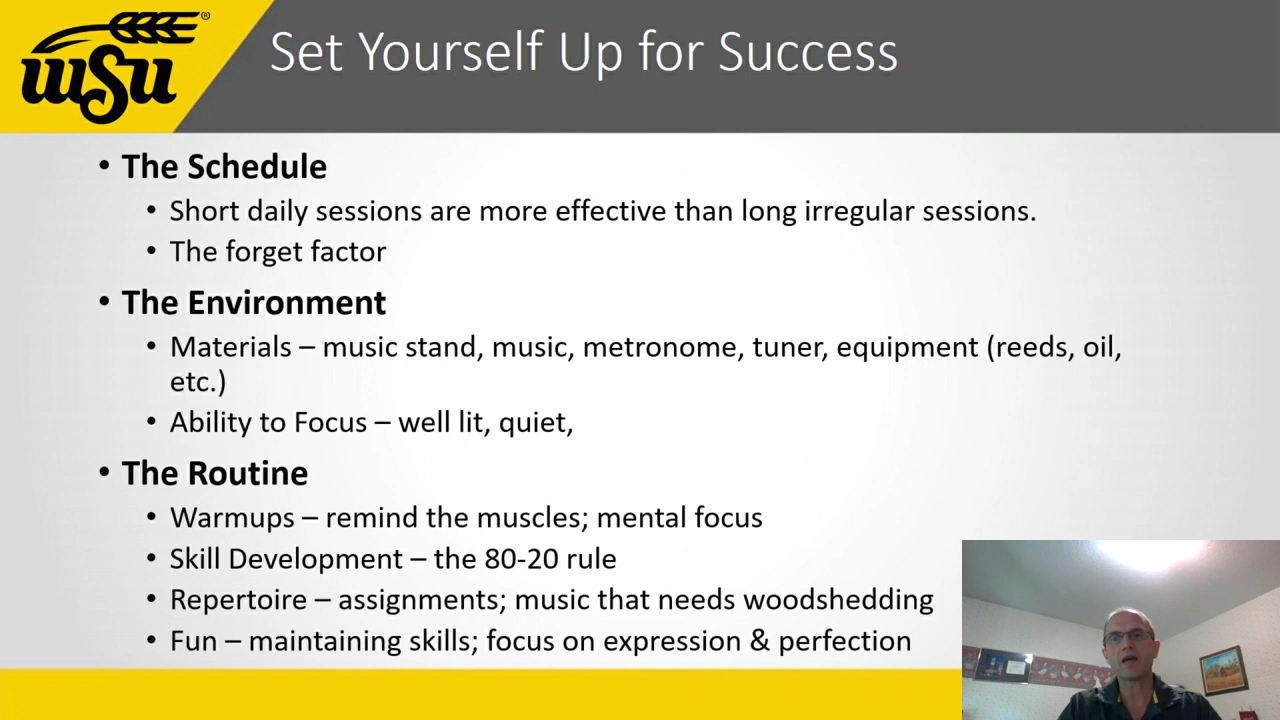 wsu®
Set Yourself Up for Success
• The Schedule
• Short daily sessions are more effective than long irregular sessions.
• The forget factor
• The Environment
• Materials – music stand, music, metronome, tuner, equipment (reeds, oil,
etc.)
• Ability to Focus – well lit, quiet,
• The Routine
• Warmups – remind the muscles; mental focus
• Skill Development – the 80-20 rule
• Repertoire – assignments; music that needs woodshedding
• Fun – maintaining skills; focus on expression & perfection